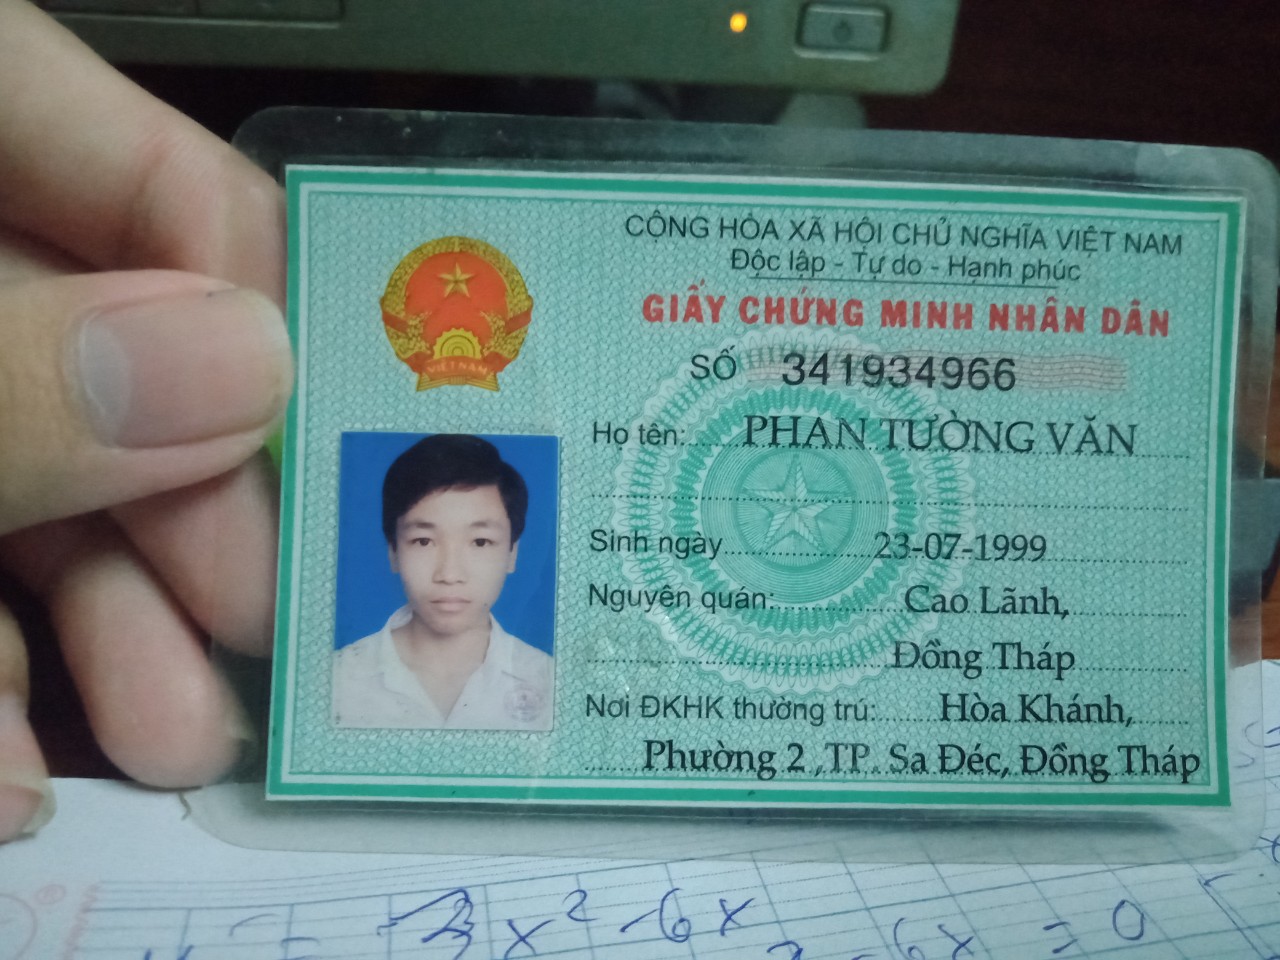 CỘNG HÒA XÃ HỘI CHỦ NGHĨA VIỆT NAM
Độc lập - Tự do - Hạnh phúc
GIẤY CHỨNG MINH NHÂN DÂN
SỐ 341934966
VIỆT NAM
Họ tên: PHAN TƯỜNG VĂN
Sinh ngày 23-07-1999
Nguyên quán: Cao Lãnh,
Đồng Tháp
Nơi ĐKHK thường trú: Hòa Khánh,
Phường 2 ,TP. Sa Đéc, Đồng Tháp
x² -6x
-6x = 0